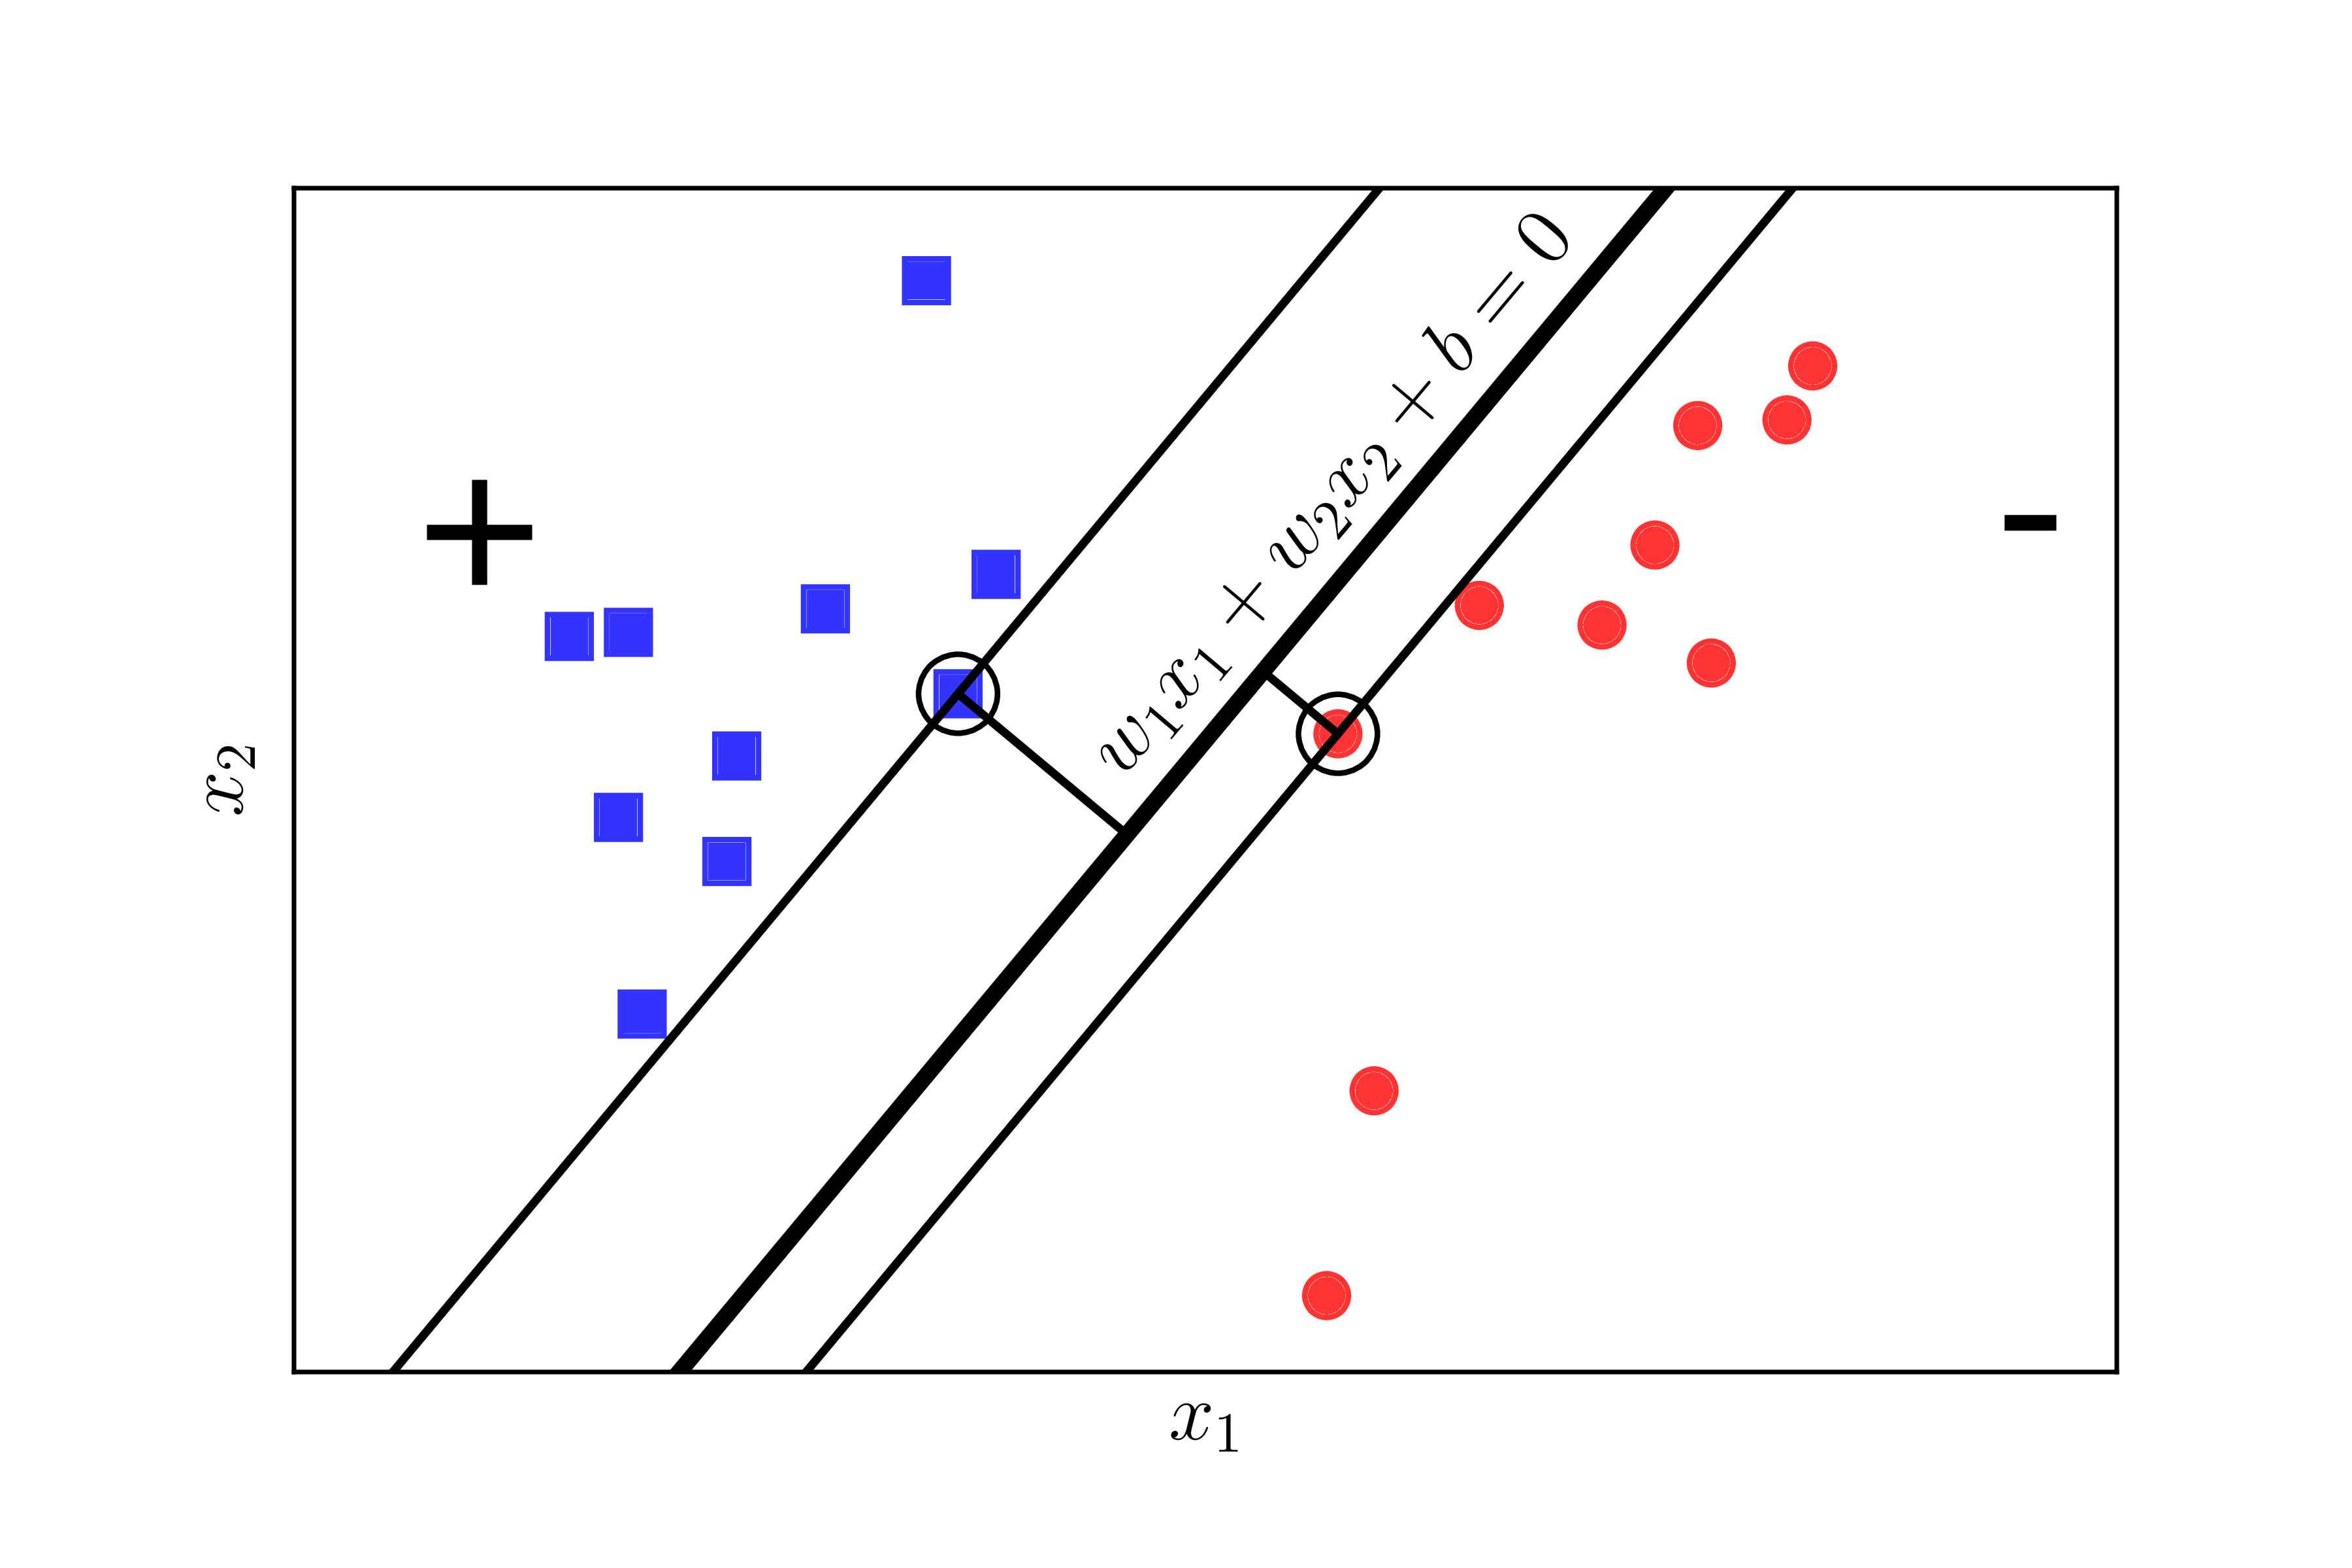 +
-
w₁x₁ + w₂x₂ + b = 0
x₂
x₁